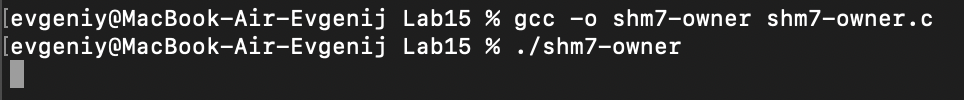 [evgeniy@MacBook-Air-Evgenij Lab15 % gcc -o shm7-owner shm7-owner.c
[evgeniy@MacBook-Air-Evgenij Lab15 % ./shm7-owner